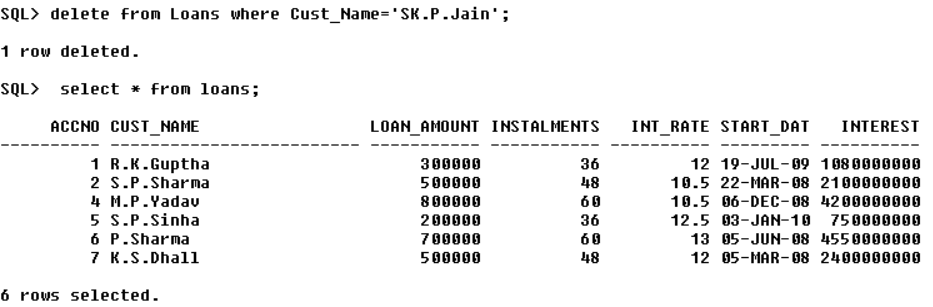 SQL> delete from Loans where Cust_Name='SK.P.Jain';
1 row deleted.
SQL>  select * from loans;
ACCNO CUST_NAME LOAN_AMOUNT INSTALMENTS INT_RATE START_DAT INTEREST
---------- ------------------------- ----------- ----------- ---------- --------- ----------
1 R.K.Guptha 300000 36 12 19-JUL-09 1080000000
2 S.P.Sharma 500000 48 10.5 22-MAR-08 2100000000
4 M.P.Yadav 800000 60 10.5 06-DEC-08 4200000000
5 S.P.Sinha 200000 36 12.5 03-JAN-10 750000000
6 P.Sharma 700000 60 13 05-JUN-08 4550000000
7 K.S.Dhall 500000 48 12 05-MAR-08 2400000000
6 rows selected.